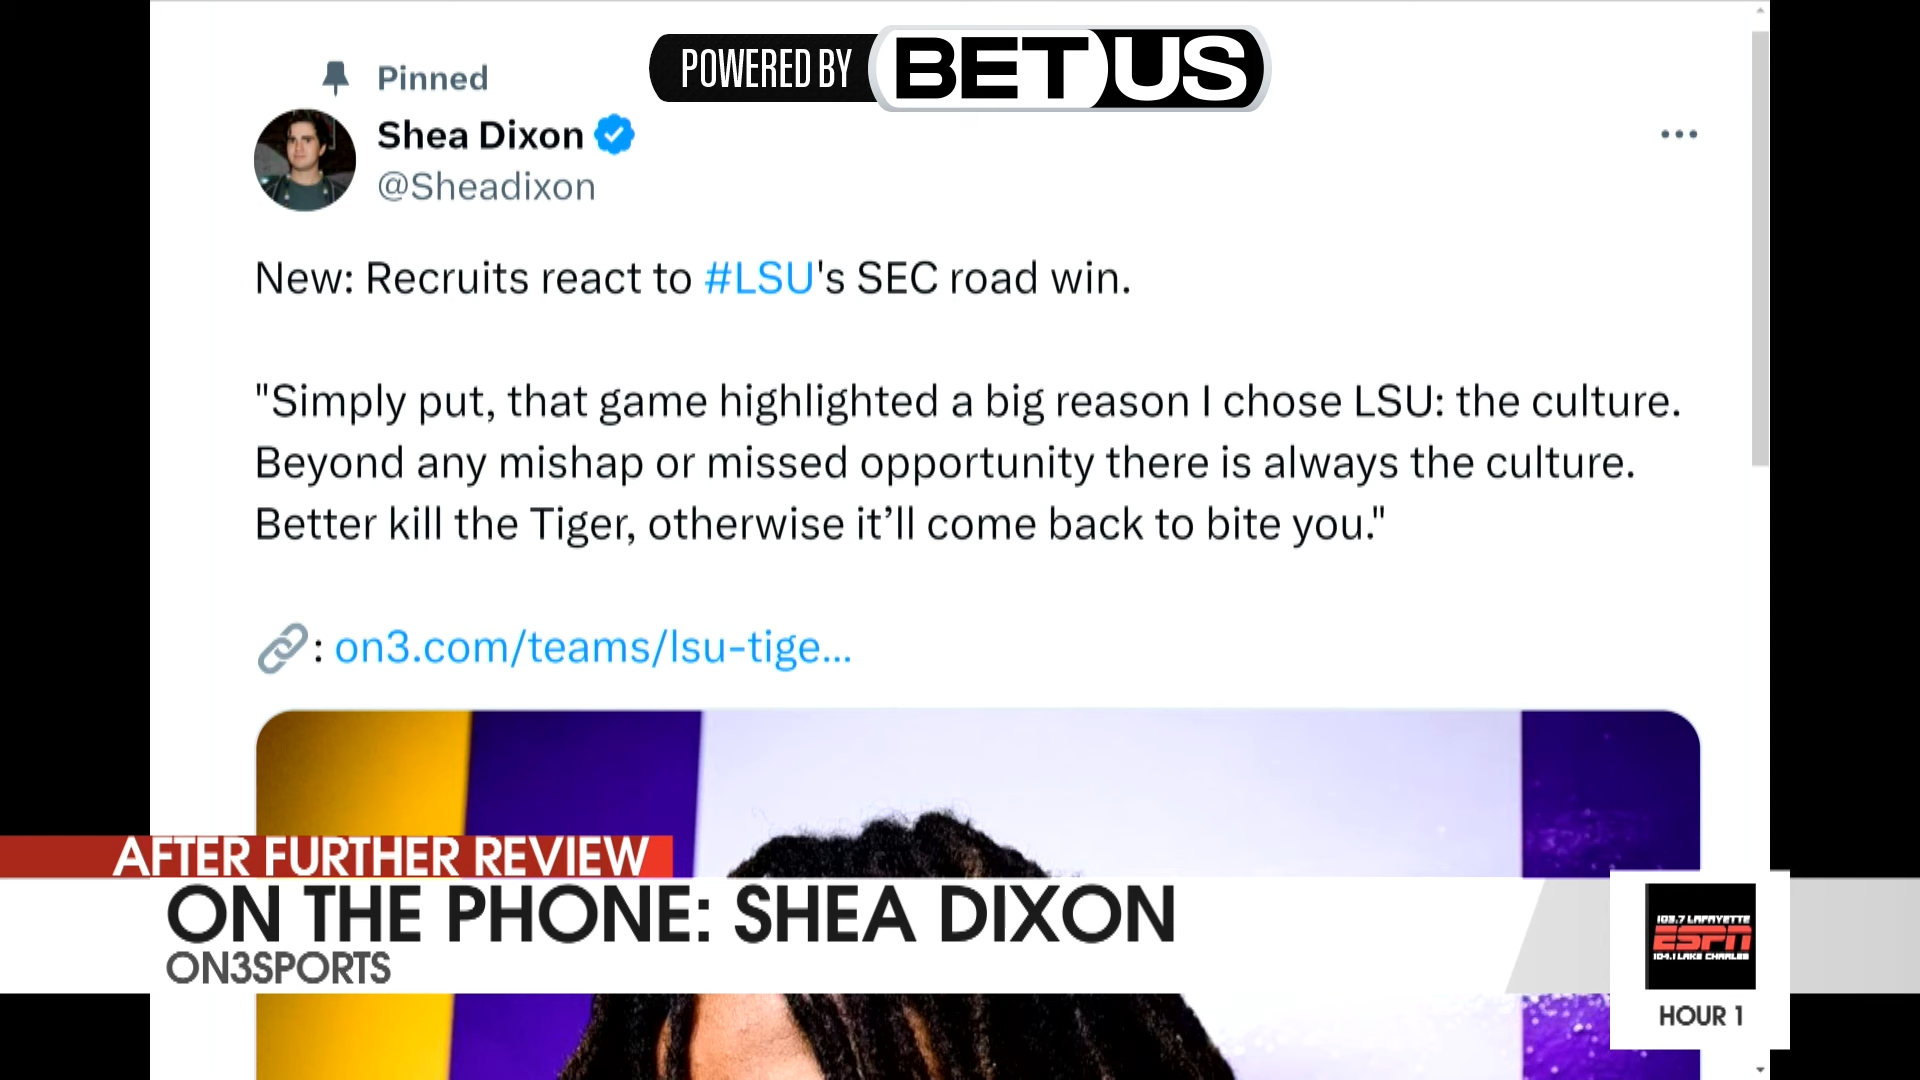 POWERED BY BETUS
Pinned
Shea Dixon
@Sheadixon
New: Recruits react to #LSU's SEC road win.
"Simply put, that game highlighted a big reason I chose LSU: the culture.
Beyond any mishap or missed opportunity there is always the culture.
Better kill the Tiger, otherwise it’ll come back to bite you."
: on3.com/teams/lsu-tige...
AFTER FURTHER REVIEW
ON THE PHONE: SHEA DIXON
ON3SPORTS
103.7 LAFAYETTE
ESPN
104.1 LAKE CHARLES
HOUR 1